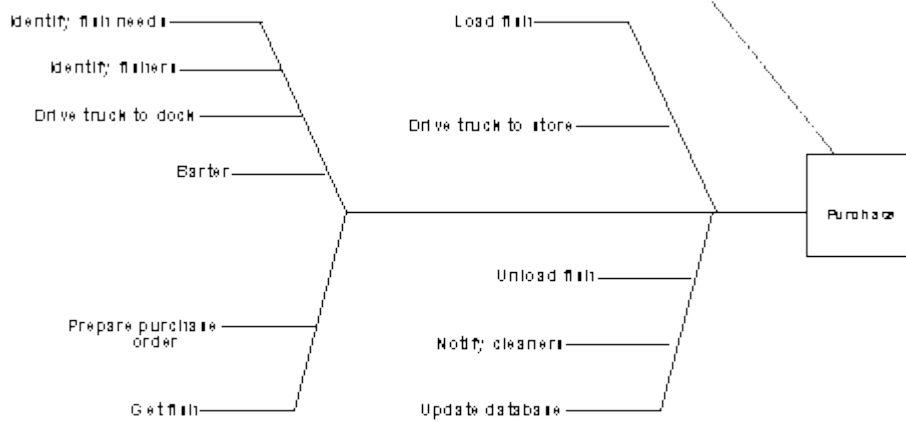 Identify fish needs
Load fish
Identify fishers
Drive truck to dock
Drive truck to store
Barter
Purchase
Unload fish
Prepare purchase
order
Notify cleaners
Get fish
Update database